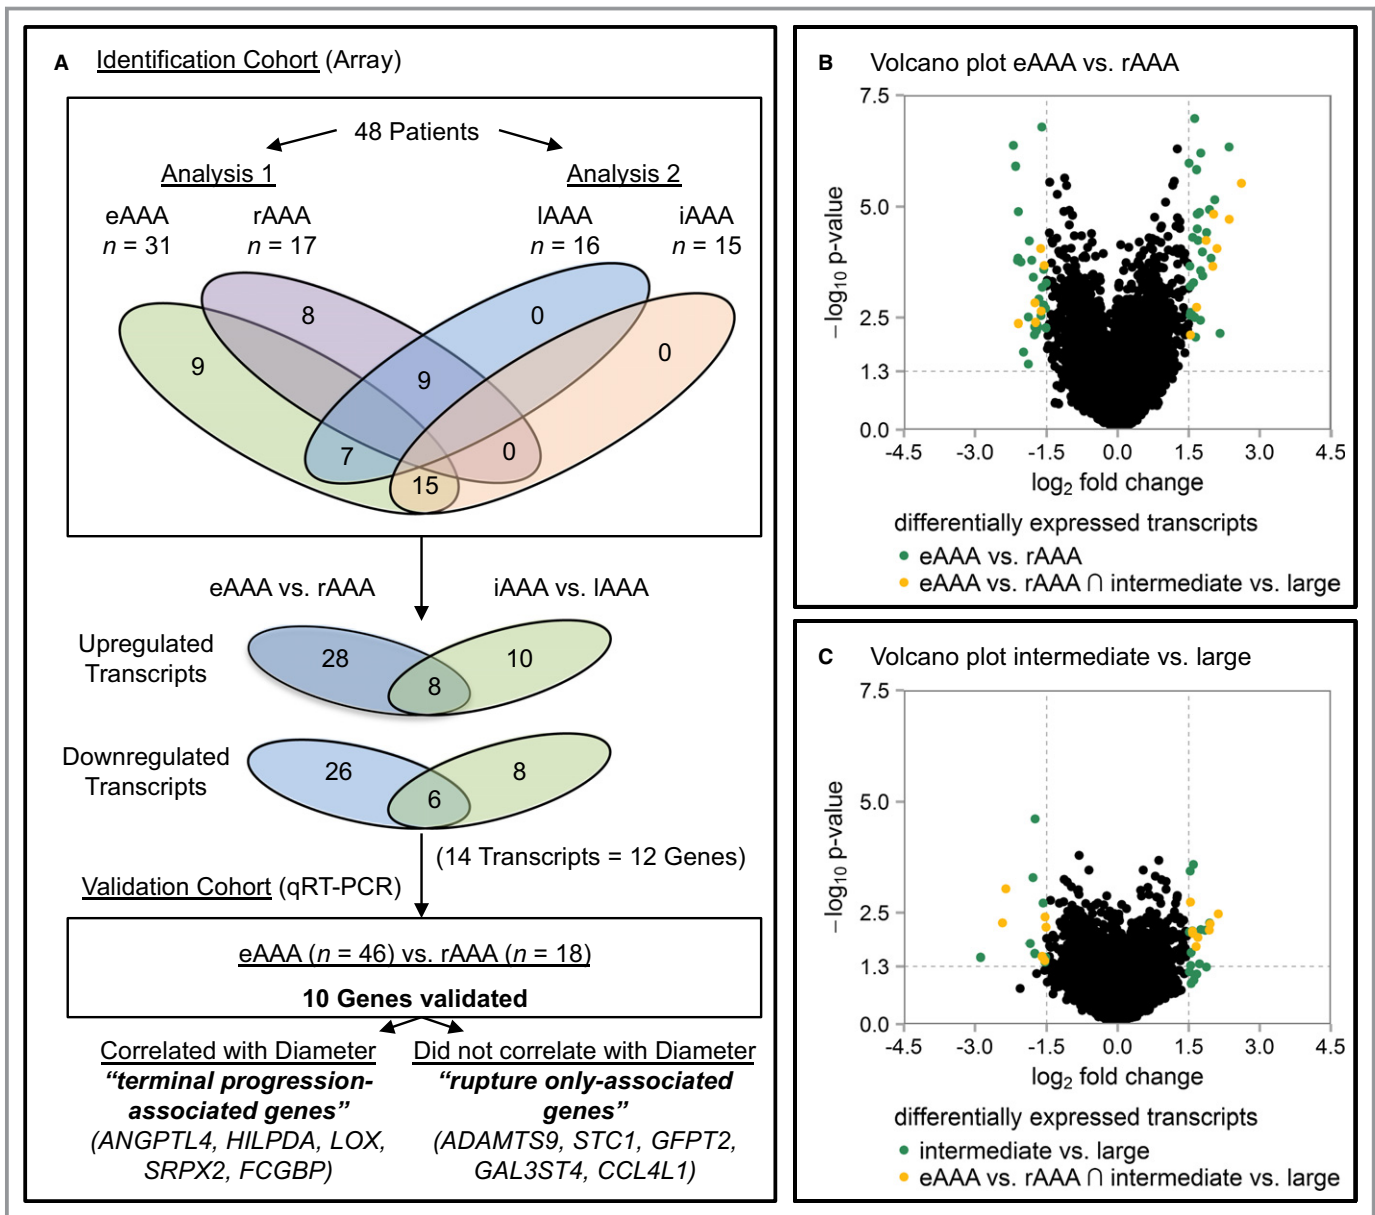 A Identification Cohort (Array)
48 Patients
Analysis 1
Analysis 2
eAAA
n = 31
rAAA
n = 17
lAAA
n = 16
iAAA
n = 15
9
8
0
0
9
7
0
15
eAAA vs. rAAA
iAAA vs. lAAA
Upregulated
Transcripts
28
8
10
Downregulated
Transcripts
26
6
8
(14 Transcripts = 12 Genes)
Validation Cohort (qRT-PCR)
eAAA (n = 46) vs. rAAA (n = 18)
10 Genes validated
Correlated with Diameter
“terminal progression-
associated genes”
(ANGPTL4, HILPDA, LOX,
SRPX2, FCGBP)
Did not correlate with Diameter
“rupture only-associated
genes”
(ADAMTS9, STC1, GFPT2,
GAL3ST4, CCL4L1)
B Volcano plot eAAA vs. rAAA
7.5
5.0
2.5
1.3
0.0
−log10 p-value
-4.5 -3.0 -1.5 0.0 1.5 3.0 4.5
log2 fold change
differentially expressed transcripts
eAAA vs. rAAA
eAAA vs. rAAA ∩ intermediate vs. large
C Volcano plot intermediate vs. large
7.5
5.0
2.5
1.3
0.0
−log10 p-value
-4.5 -3.0 -1.5 0.0 1.5 3.0 4.5
log2 fold change
differentially expressed transcripts
intermediate vs. large
eAAA vs. rAAA ∩ intermediate vs. large